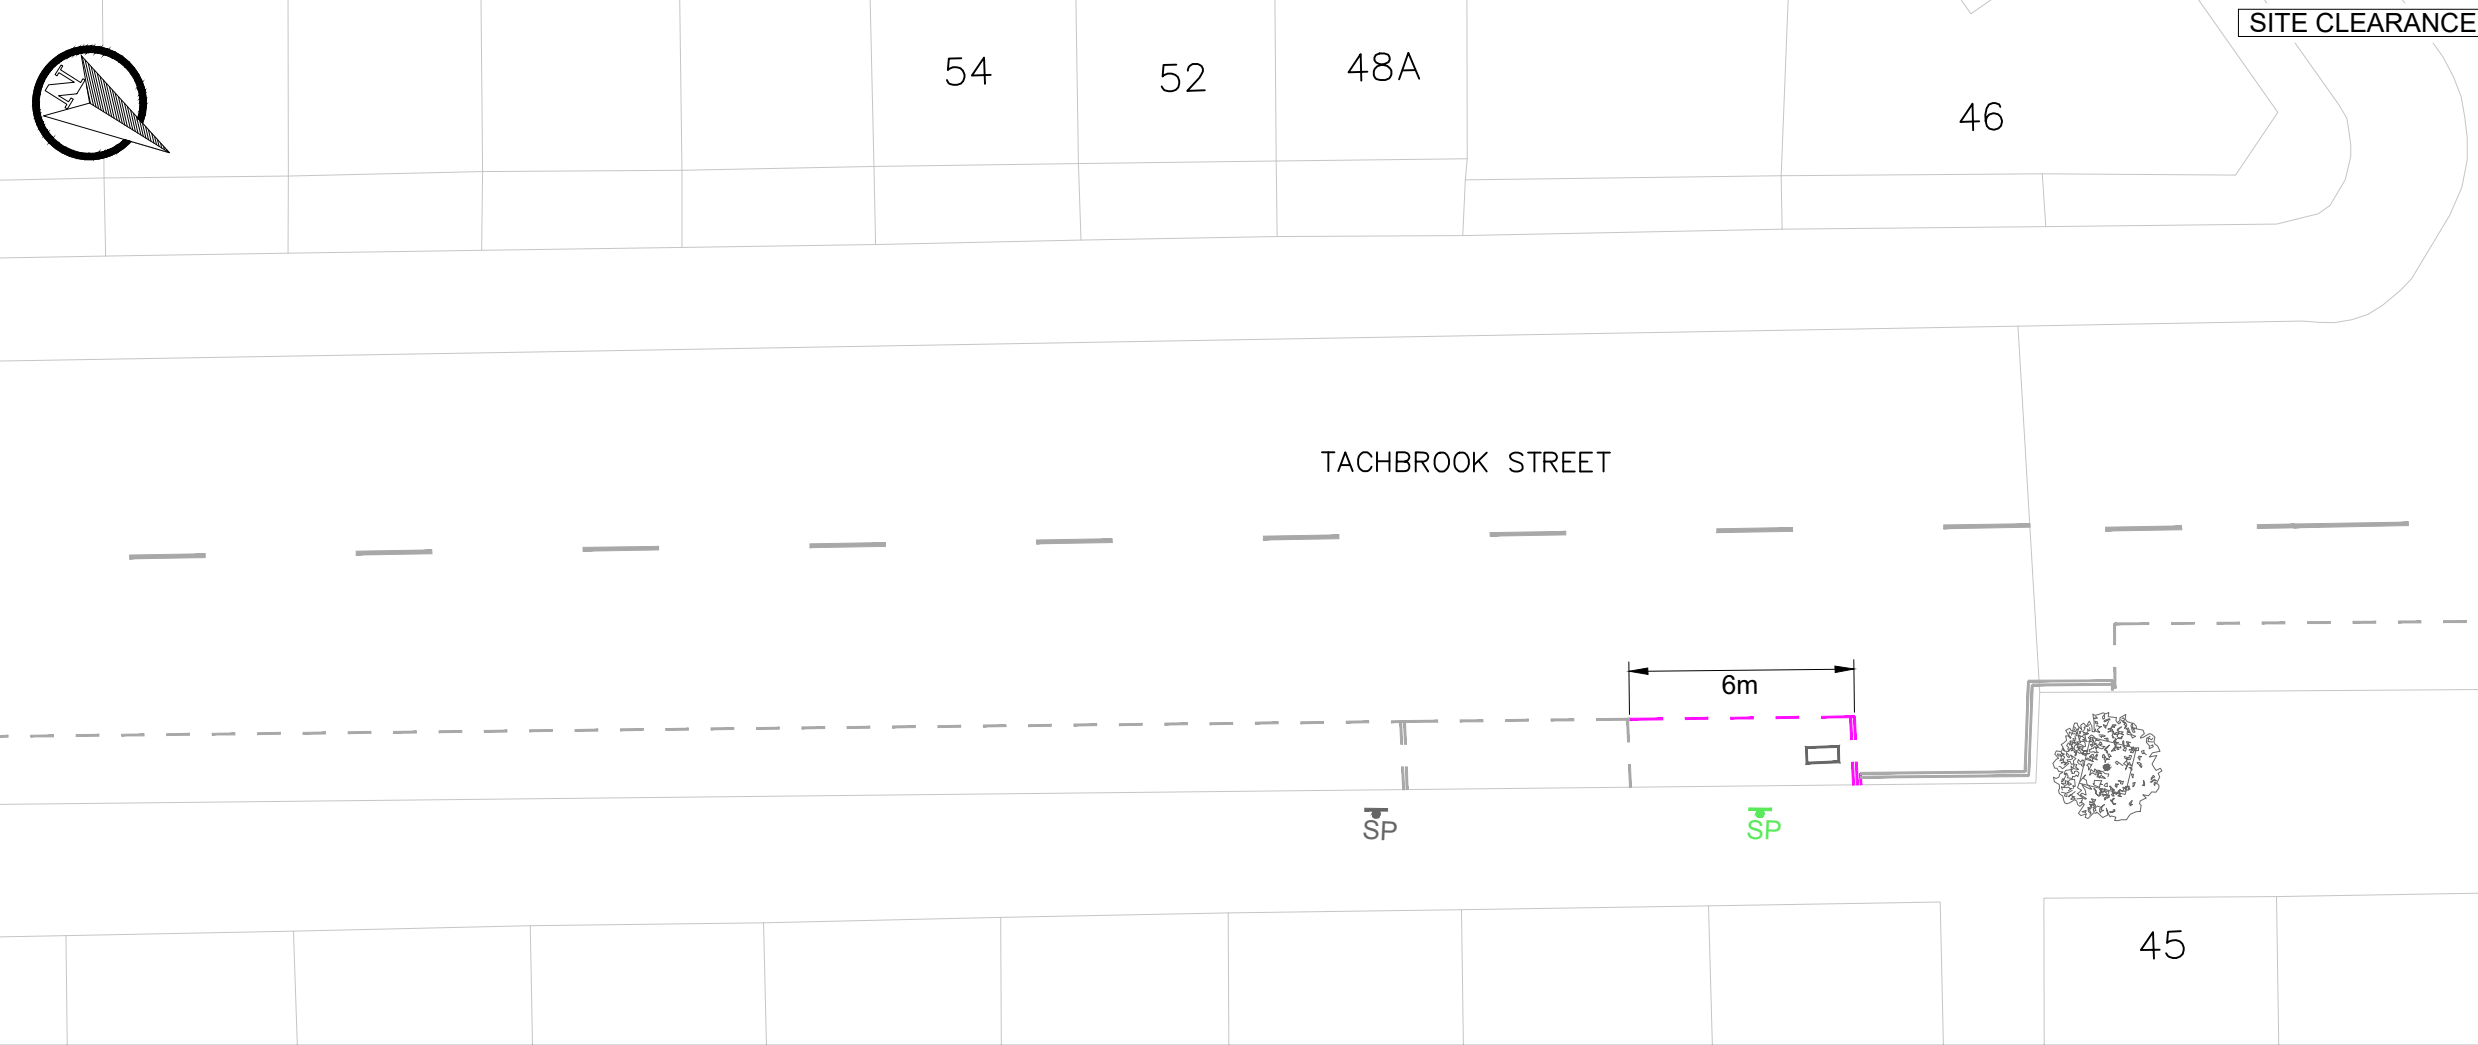 SITE CLEARANCE
N
54
52
48A
46
TACHBROOK STREET
6m
SP
SP
45